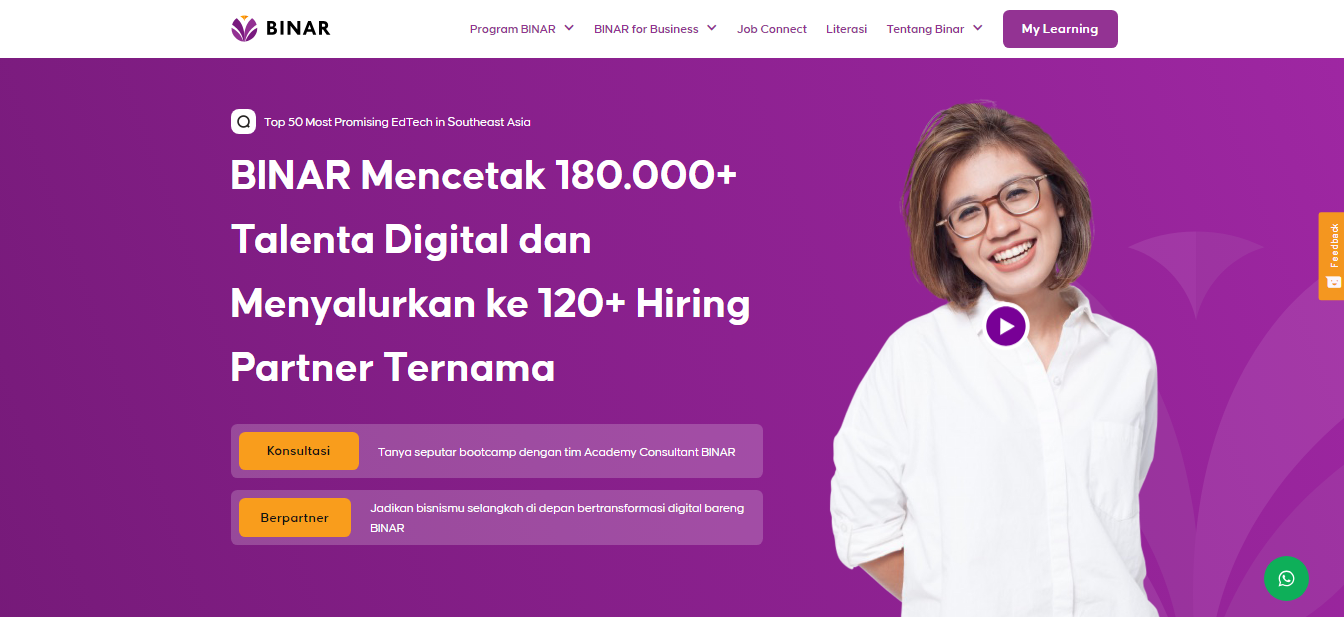 BINAR
Program BINAR
BINAR for Business
Job Connect
Literasi
Tentang Binar
My Learning
Top 50 Most Promising EdTech in Southeast Asia
BINAR Mencetak 180.000+
Talenta Digital dan
Menyalurkan ke 120+ Hiring
Partner Ternama
Konsultasi
Tanya seputar bootcamp dengan tim Academy Consultant BINAR
Berpartner
Jadikan bisnismu selangkah di depan bertransformasi digital bareng
BINAR
Feedback